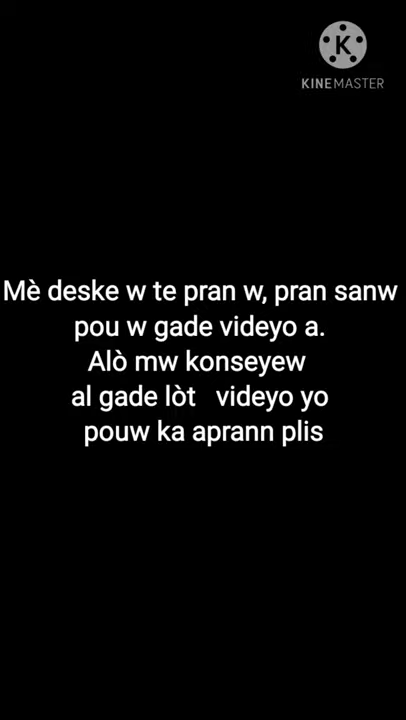 K
KINEMASTER
Mè deske w te pran w, pran sanw
pou w gade videyo a.
Alò mw konseyew
al gade lòt videyo yo
pouw ka aprann plis